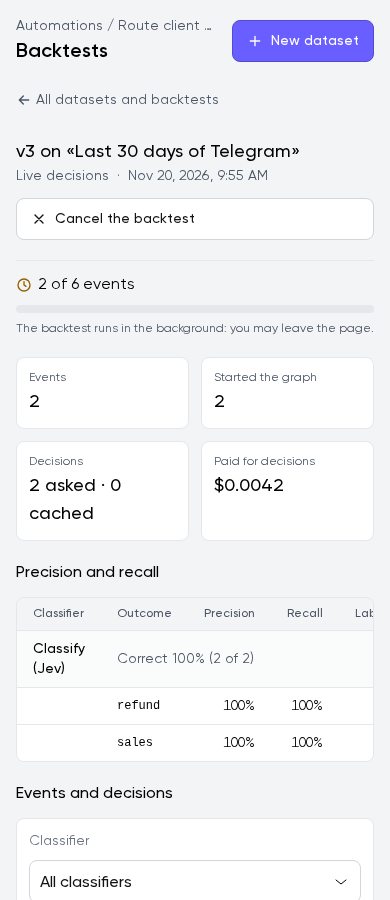 Automations / Route client …
Backtests
New dataset
All datasets and backtests
v3 on «Last 30 days of Telegram»
Live decisions · Nov 20, 2026, 9:55 AM
Cancel the backtest
2 of 6 events
The backtest runs in the background: you may leave the page.
Events
2
Started the graph
2
Decisions
2 asked · 0
cached
Paid for decisions
$0.0042
Precision and recall
Classifier Outcome Precision Recall Lab
Classify
(Jev)
Correct 100% (2 of 2)
refund 100% 100%
sales 100% 100%
Events and decisions
Classifier
All classifiers